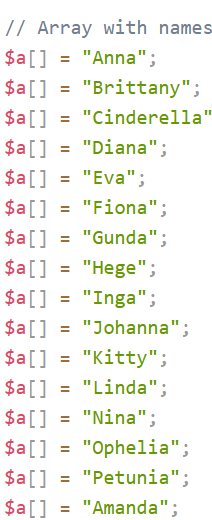 // Array with names
$a[] = "Anna";
$a[] = "Brittany";
$a[] = "Cinderella"
$a[] = "Diana";
$a[] = "Eva";
$a[] = "Fiona";
$a[] = "Gunda";
$a[] = "Hege";
$a[] = "Inga";
$a[] = "Johanna";
$a[] = "Kitty";
$a[] = "Linda";
$a[] = "Nina";
$a[] = "Ophelia";
$a[] = "Petunia";
$a[] = "Amanda";